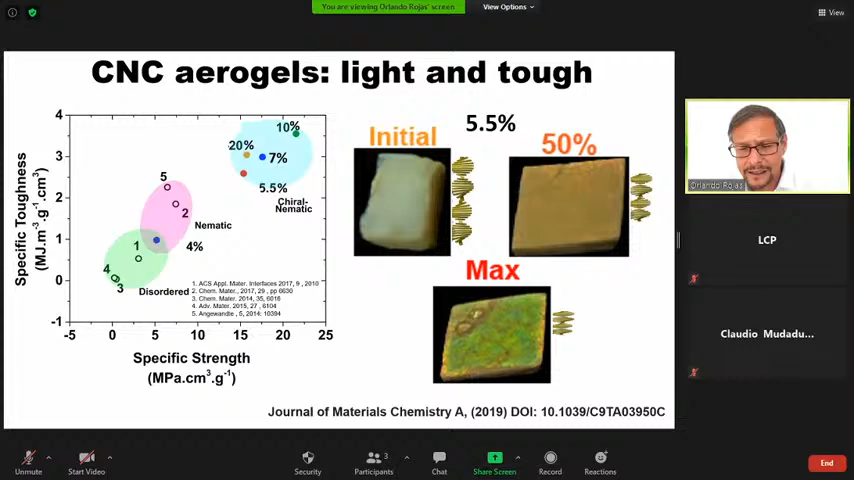 You are viewing Orlando Rojas' screen
View Options
View
CNC aerogels: light and tough
4
3
2
1
0
-1
-5 0 5 10 15 20 25
Specific Toughness
(MJ.m⁻³.g⁻¹.cm³)
Specific Strength
(MPa.cm³.g⁻¹)
10%
20%
7%
5.5%
Chiral-
Nematic
5
2
Nematic
4%
1
4
3
Disordered
1. ACS Appl. Mater. Interfaces 2017, 9 , 2010
2. Chem. Mater., 2017, 29 , pp 6630
3. Chem. Mater. 2014, 35, 6016
4. Adv. Mater. 2015, 27 , 6104
5. Angewandte , 5, 2014: 10394
5.5%
Initial
50%
Max
Journal of Materials Chemistry A, (2019) DOI: 10.1039/C9TA03950C
Orlando Rojas
LCP
Claudio Mudadu...
Unmute
Start Video
Security
Participants
3
Chat
Share Screen
Record
Reactions
End